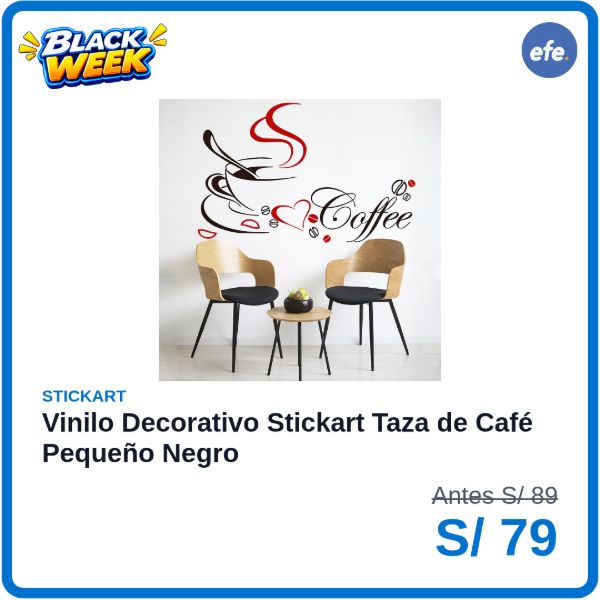 BLACK
WEEK
efe.
Coffee
STICKART
Vinilo Decorativo Stickart Taza de Café
Pequeño Negro
Antes S/ 89
S/ 79